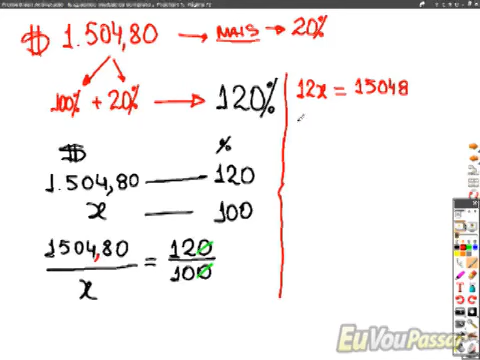 $ 1.504,80 → MAIS → 20%
100% + 20% → 120%
$ %
1.504,80 — 120
x — 100
1504,80 / x = 120 / 100
12x = 15048
EuVouPassar